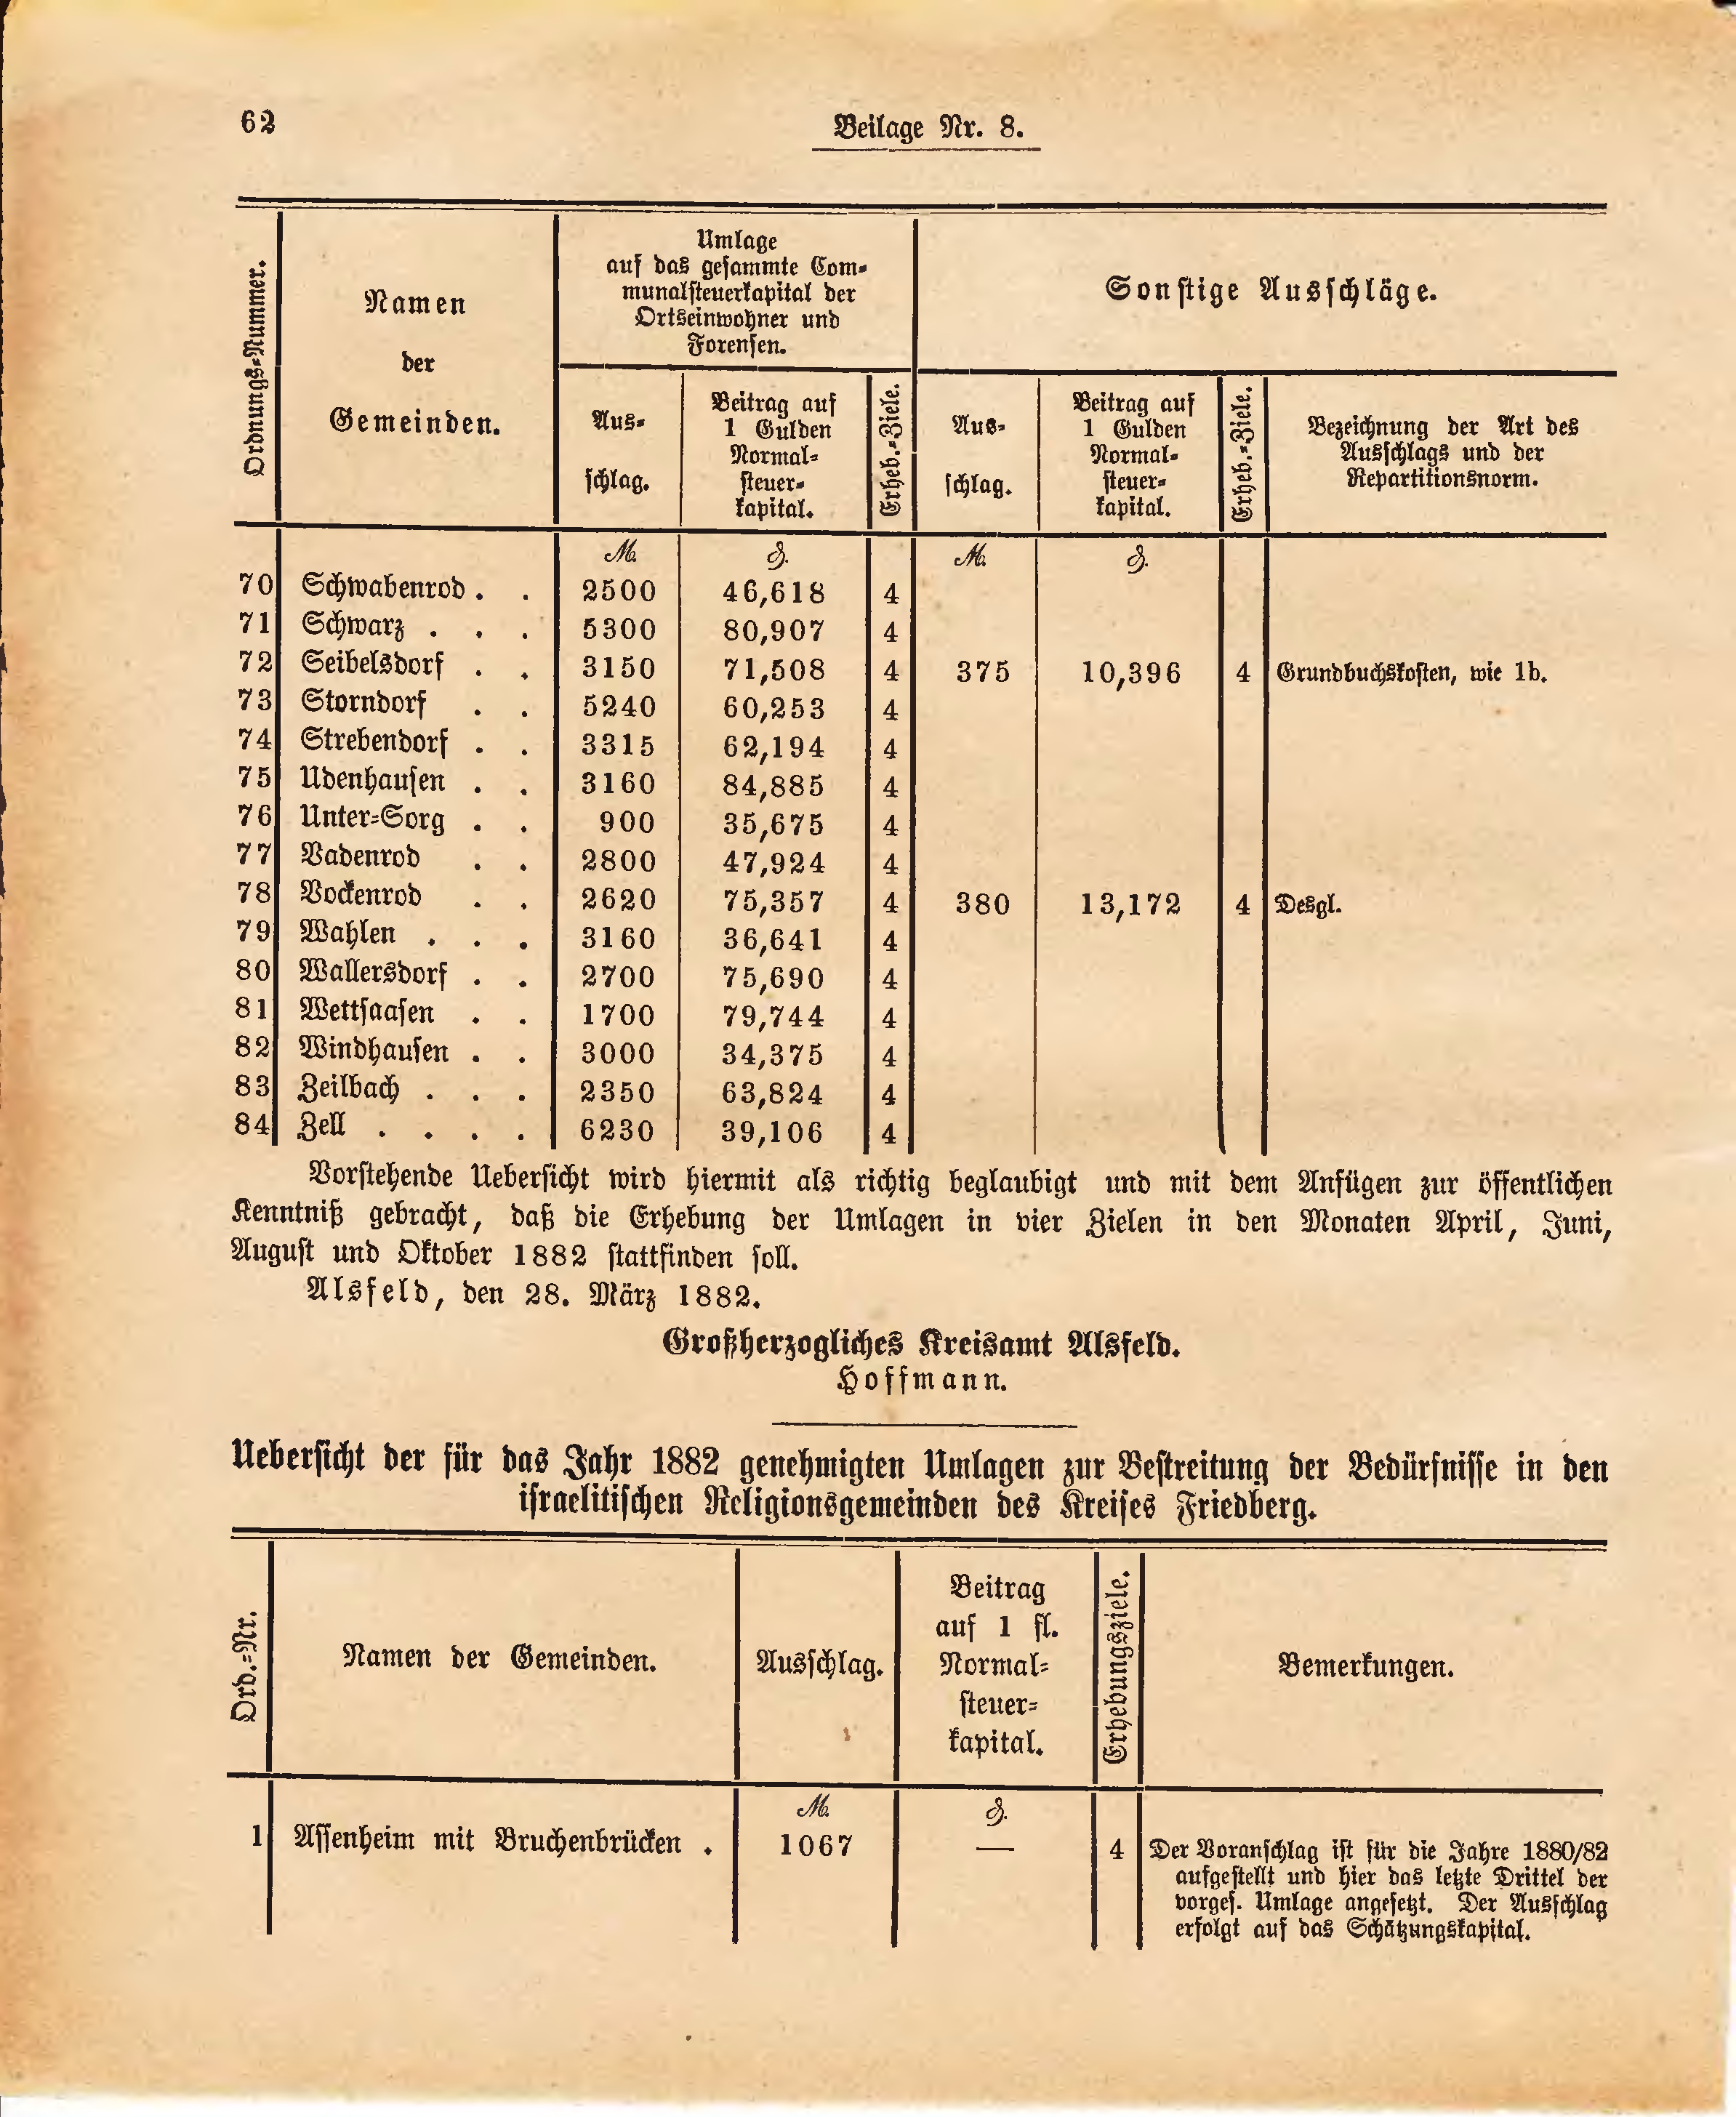 62
Beilage Nr. 8.
Ordnungs-Nummer.
Namen
der
Gemeinden.
Umlage
auf das gesammte Com-
munalsteuerkapital der
Ortseinwohner und
Forensen.
Sonstige Ausschläge.
Aus-
schlag.
Beitrag auf
1 Gulden
Normal-
steuer-
kapital.
Erheb.-Ziele.
Aus-
schlag.
Beitrag auf
1 Gulden
Normal-
steuer-
kapital.
Erheb.-Ziele.
Bezeichnung der Art des
Ausschlags und der
Repartitionsnorm.
ℳ. ₰. ℳ. ₰.
70 Schwabenrod . . 2500 46,618 4
71 Schwarz . . . 5300 80,907 4
72 Seibelsdorf . . 3150 71,508 4 375 10,396 4 Grundbuchskosten, wie 1b.
73 Storndorf . . 5240 60,253 4
74 Strebendorf . . 3315 62,194 4
75 Udenhausen . . 3160 84,885 4
76 Unter-Sorg . . 900 35,675 4
77 Vadenrod . . 2800 47,924 4
78 Vockenrod . . 2620 75,357 4 380 13,172 4 Desgl.
79 Wahlen . . . 3160 36,641 4
80 Wallersdorf . . 2700 75,690 4
81 Wettsaasen . . 1700 79,744 4
82 Windhausen . . 3000 34,375 4
83 Zeilbach . . . 2350 63,824 4
84 Zell . . . . 6230 39,106 4
Vorstehende Uebersicht wird hiermit als richtig beglaubigt und mit dem Anfügen zur öffentlichen
Kenntniß gebracht, daß die Erhebung der Umlagen in vier Zielen in den Monaten April, Juni,
August und Oktober 1882 stattfinden soll.
Alsfeld, den 28. März 1882.
Großherzogliches Kreisamt Alsfeld.
Hoffmann.
Uebersicht der für das Jahr 1882 genehmigten Umlagen zur Bestreitung der Bedürfnisse in den
israelitischen Religionsgemeinden des Kreises Friedberg.
Ord.-Nr.
Namen der Gemeinden.
Ausschlag.
Beitrag
auf 1 fl.
Normal-
steuer-
kapital.
Erhebungsziele.
Bemerkungen.
ℳ. ₰.
1 Assenheim mit Bruchenbrücken . 1067 — 4 Der Voranschlag ist für die Jahre 1880/82
aufgestellt und hier das letzte Drittel der
vorges. Umlage angesetzt. Der Ausschlag
erfolgt auf das Schätzungskapital.